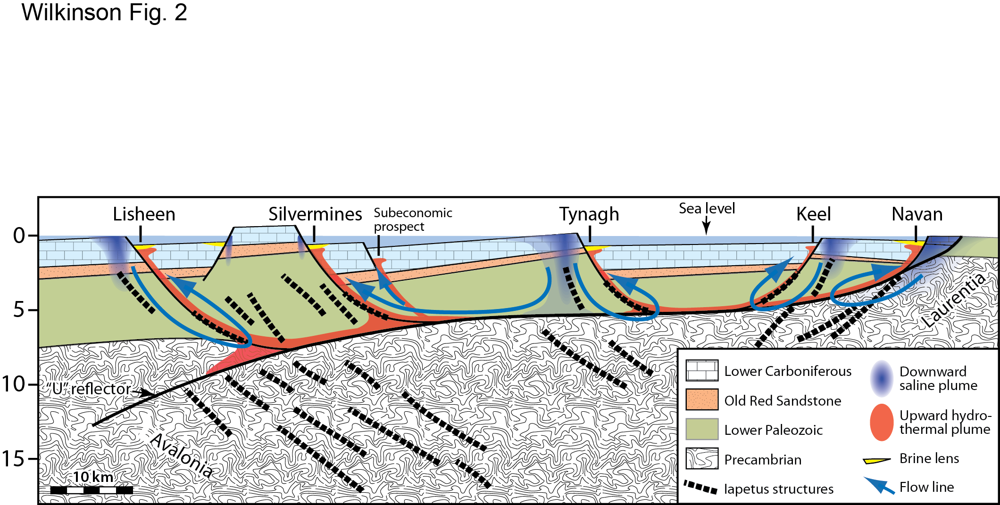 Wilkinson Fig. 2
Lisheen
Silvermines
Subeconomic
prospect
Tynagh
Sea level
Keel
Navan
0
5
10
15
"U" reflector
Avalonia
Laurentia
10 km
Lower Carboniferous
Old Red Sandstone
Lower Paleozoic
Precambrian
Iapetus structures
Downward
saline plume
Upward hydro-
thermal plume
Brine lens
Flow line